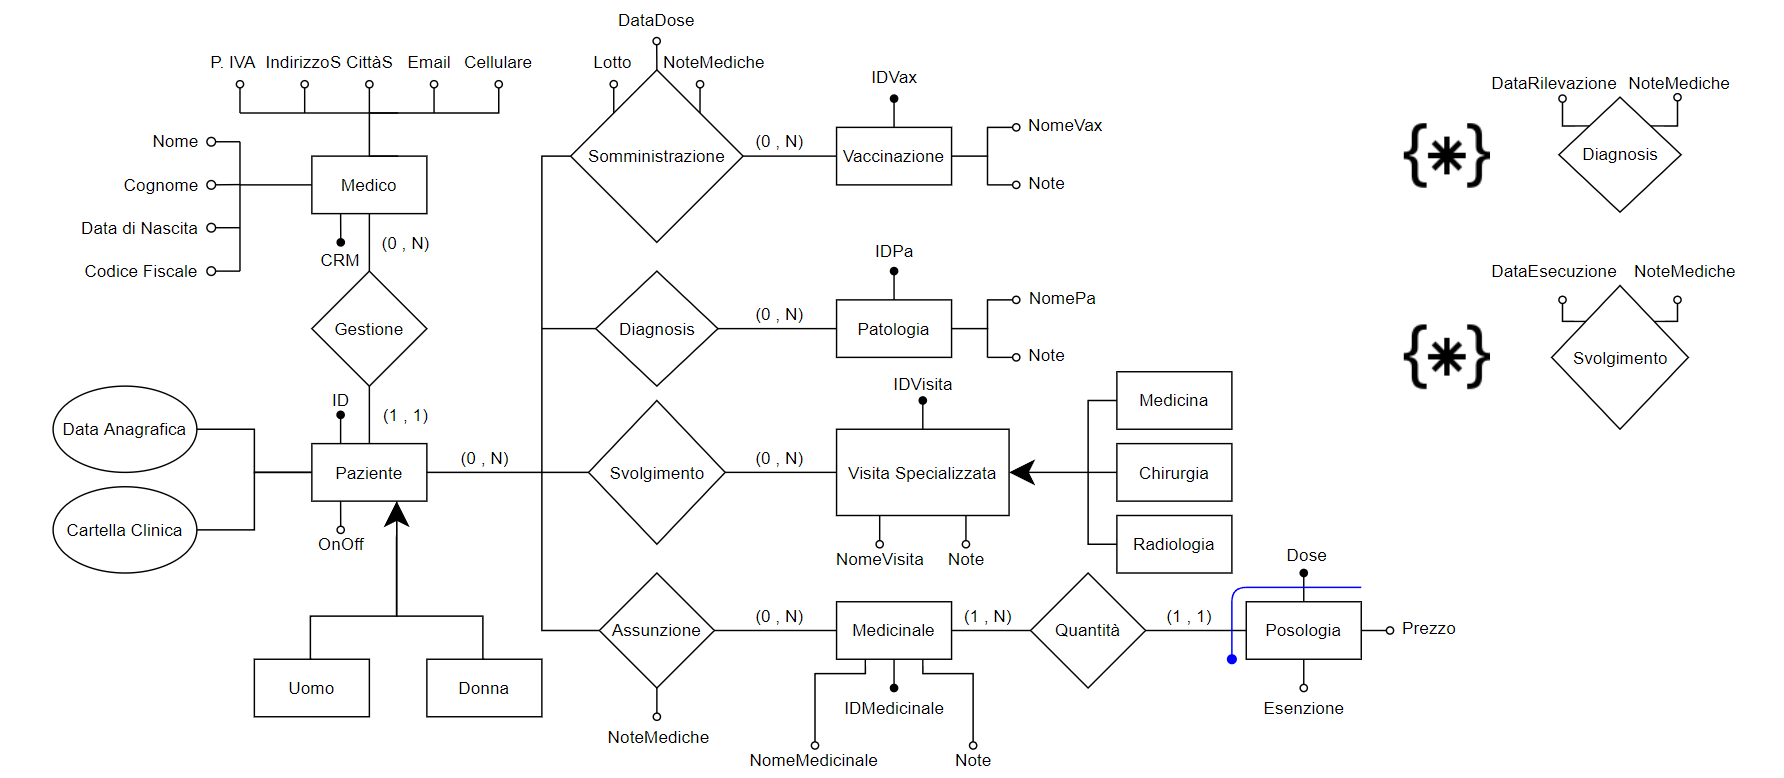 DataDose
P. IVA IndirizzoS CittàS Email Cellulare
Lotto NoteMediche
IDVax
DataRilevazione NoteMediche
Nome
NomeVax
(0 , N)
Somministrazione
Vaccinazione
{*}
Diagnosis
Cognome
Medico
Note
Data di Nascita
(0 , N)
CRM
Codice Fiscale
IDPa
DataEsecuzione NoteMediche
NomePa
(0 , N)
Gestione
Diagnosis
Patologia
Note
{*}
Svolgimento
IDVisita
ID
(1 , 1)
Medicina
Data Anagrafica
(0 , N)
(0 , N)
Paziente
Svolgimento
Visita Specializzata
Chirurgia
Cartella Clinica
OnOff
Radiologia
NomeVisita Note
Dose
(0 , N)
(1 , N)
(1 , 1)
Assunzione
Medicinale
Quantità
Posologia
Prezzo
Uomo
Donna
IDMedicinale
Esenzione
NoteMediche
NomeMedicinale Note